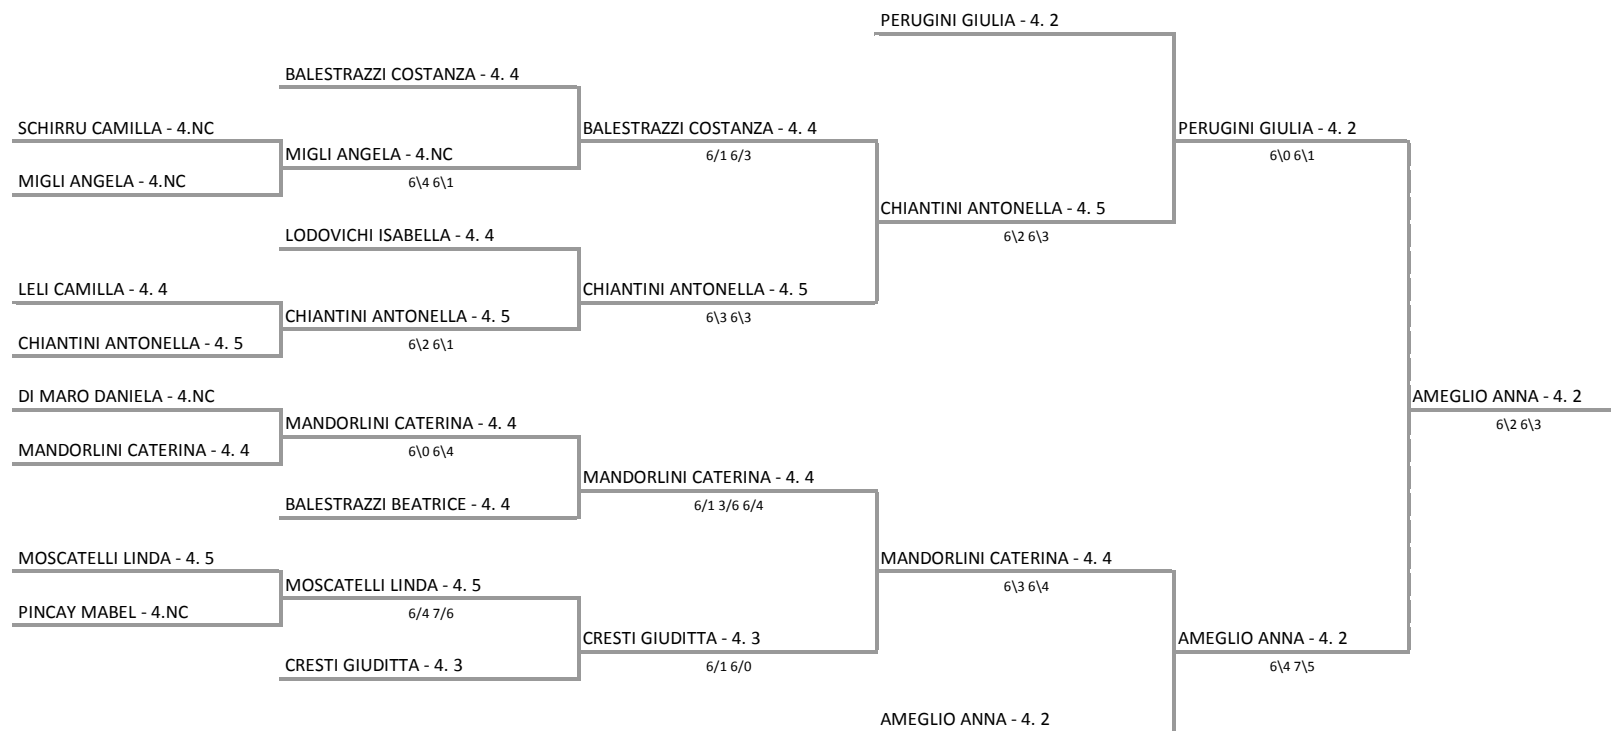 PERUGINI GIULIA - 4. 2
BALESTRAZZI COSTANZA - 4. 4
SCHIRRU CAMILLA - 4.NC
BALESTRAZZI COSTANZA - 4. 4
PERUGINI GIULIA - 4. 2
MIGLI ANGELA - 4.NC
6/1 6/3
6\0 6\1
MIGLI ANGELA - 4.NC
6\4 6\1
CHIANTINI ANTONELLA - 4. 5
LODOVICHI ISABELLA - 4. 4
6\2 6\3
LELI CAMILLA - 4. 4
CHIANTINI ANTONELLA - 4. 5
CHIANTINI ANTONELLA - 4. 5
6\3 6\3
CHIANTINI ANTONELLA - 4. 5
6\2 6\1
DI MARO DANIELA - 4.NC
AMEGLIO ANNA - 4. 2
MANDORLINI CATERINA - 4. 4
6\2 6\3
MANDORLINI CATERINA - 4. 4
6\0 6\4
MANDORLINI CATERINA - 4. 4
BALESTRAZZI BEATRICE - 4. 4
6/1 3/6 6/4
MOSCATELLI LINDA - 4. 5
MANDORLINI CATERINA - 4. 4
MOSCATELLI LINDA - 4. 5
6\3 6\4
PINCAY MABEL - 4.NC
6/4 7/6
CRESTI GIUDITTA - 4. 3
AMEGLIO ANNA - 4. 2
CRESTI GIUDITTA - 4. 3
6/1 6/0
6\4 7\5
AMEGLIO ANNA - 4. 2